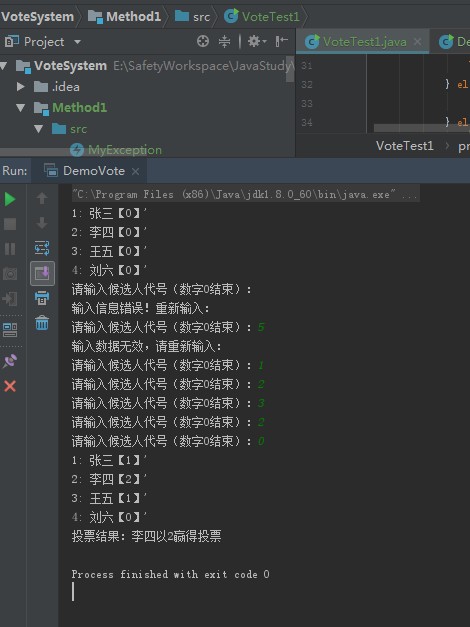 VoteSystem Method1 src VoteTest1
Project
VoteTest1.java De
VoteSystem E:\SafetyWorkspace\JavaStudy\
.idea
Method1
src
MyException
31
32
} el
33
34
} el
VoteTest1 pr
Run: DemoVote
"C:\Program Files (x86)\Java\jdk1.8.0_60\bin\java.exe" ...
1: 张三【0】'
2: 李四【0】'
3: 王五【0】'
4: 刘六【0】'
请输入候选人代号（数字0结束）:
输入信息错误！重新输入:
请输入候选人代号（数字0结束）: 5
输入数据无效，请重新输入:
请输入候选人代号（数字0结束）: 1
请输入候选人代号（数字0结束）: 2
请输入候选人代号（数字0结束）: 3
请输入候选人代号（数字0结束）: 2
请输入候选人代号（数字0结束）: 0
1: 张三【1】'
2: 李四【2】'
3: 王五【1】'
4: 刘六【0】'
投票结果: 李四以2赢得投票
Process finished with exit code 0